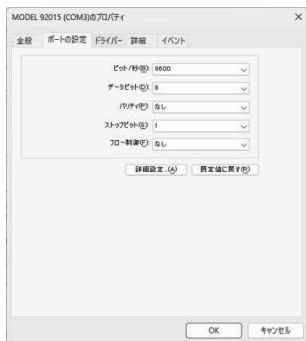 MODEL 92015 (COM3)のプロパティ
全般 ポートの設定 ドライバー 詳細 イベント
ビット/秒(B): 9600
データビット(D): 8
パリティ(P): なし
ストップビット(S): 1
フロー制御(F): なし
詳細設定...(A) 既定値に戻す(R)
OK キャンセル